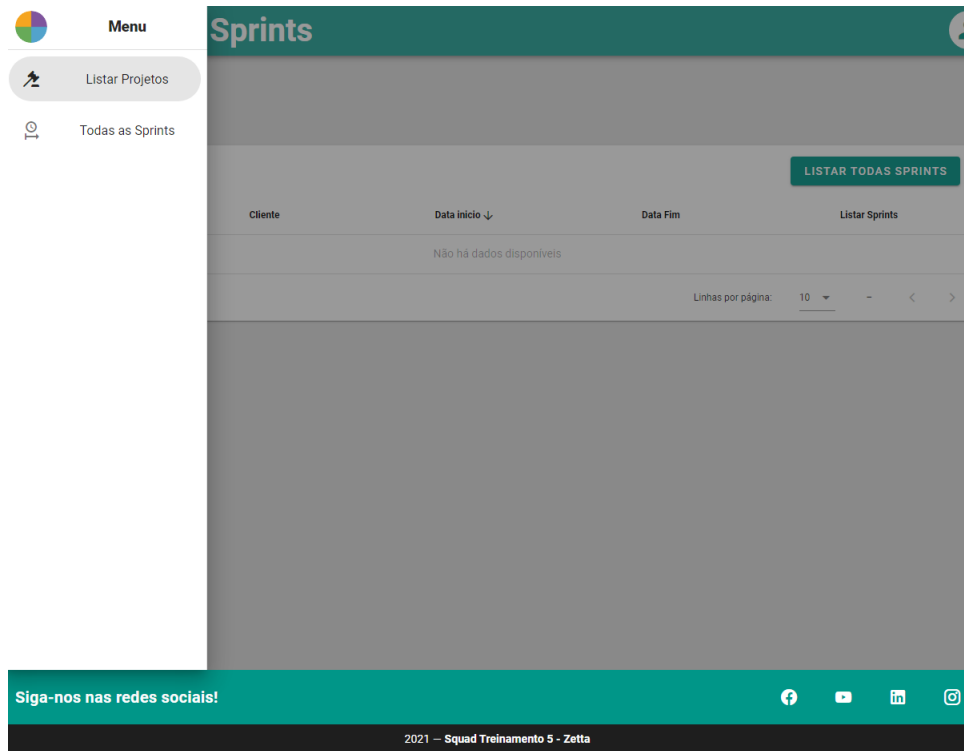 Menu
Sprints
Listar Projetos
Todas as Sprints
LISTAR TODAS SPRINTS
Cliente Data inicio Data Fim Listar Sprints
Não há dados disponíveis
Linhas por página: 10 –
Siga-nos nas redes sociais!
2021 — Squad Treinamento 5 - Zetta